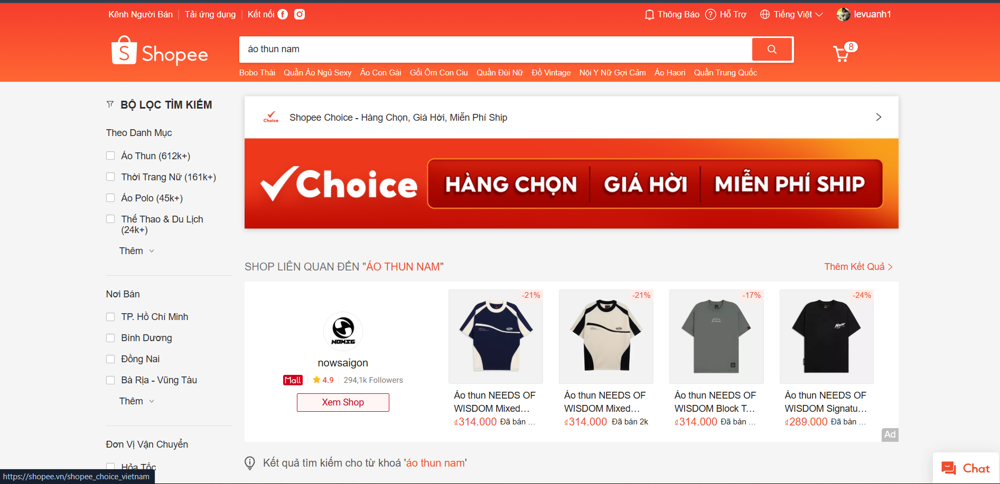 Kênh Người Bán
Tải ứng dụng
Kết nối
Thông Báo
Hỗ Trợ
Tiếng Việt
levuanh1
Shopee
áo thun nam
8
Bobo Thái Quần Áo Ngủ Sexy Áo Con Gái Gối Ôm Con Ciu Quần Đùi Nữ Đồ Vintage Nội Y Nữ Gợi Cảm Áo Haori Quần Trung Quốc
BỘ LỌC TÌM KIẾM
Theo Danh Mục
Áo Thun (612k+)
Thời Trang Nữ (161k+)
Áo Polo (45k+)
Thể Thao & Du Lịch
(24k+)
Thêm
Nơi Bán
TP. Hồ Chí Minh
Bình Dương
Đồng Nai
Bà Rịa - Vũng Tàu
Thêm
Đơn Vị Vận Chuyển
Hỏa Tốc
https://shopee.vn/shopee_choice_vietnam
Choice
Shopee Choice - Hàng Chọn, Giá Hời, Miễn Phí Ship
Choice
HÀNG CHỌN
GIÁ HỜI
MIỄN PHÍ SHIP
SHOP LIÊN QUAN ĐẾN "ÁO THUN NAM"
Thêm Kết Quả
NOWSG
nowsaigon
Mall
4.9
294,1k Followers
Xem Shop
-21%
Áo thun NEEDS OF
WISDOM Mixed...
₫314.000 Đã bán ...
-21%
Áo thun NEEDS OF
WISDOM Mixed...
₫314.000 Đã bán 2k
-17%
Áo thun NEEDS OF
WISDOM Block T...
₫314.000 Đã bán ...
-24%
Áo thun NEEDS OF
WISDOM Signatu...
₫289.000 Đã bán ...
Ad
Kết quả tìm kiếm cho từ khoá 'áo thun nam'
Chat